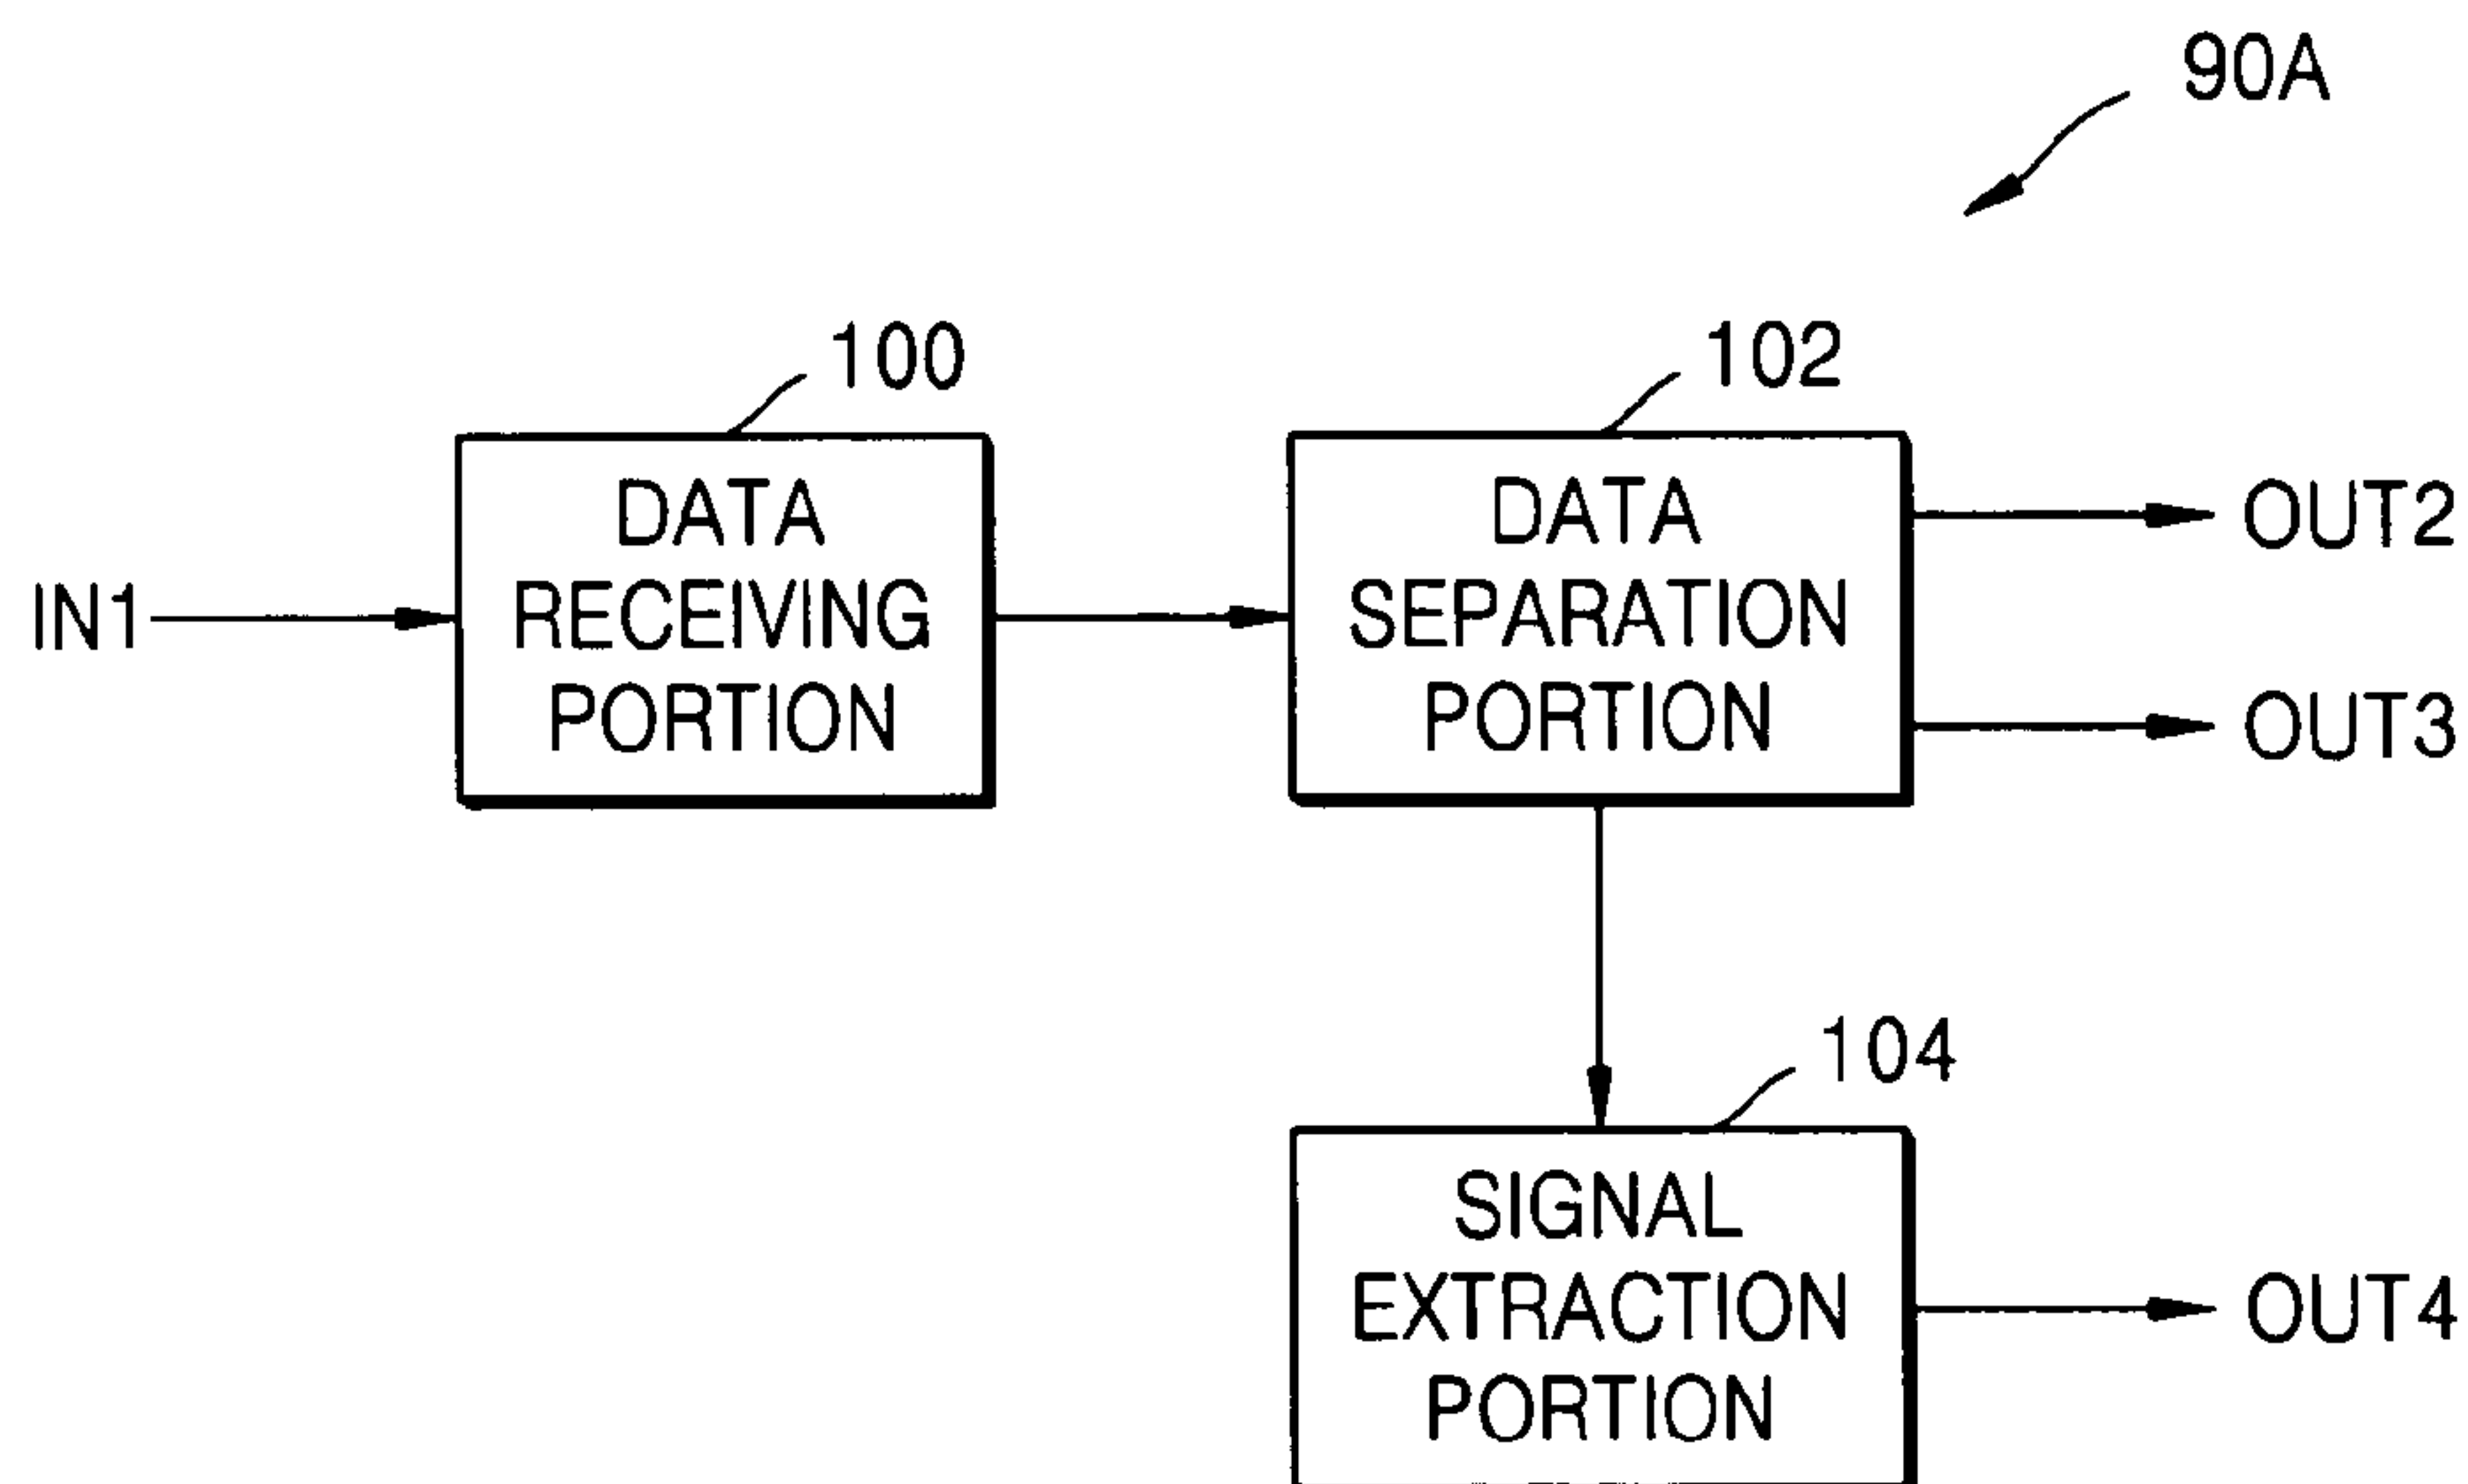 90A
100
102
DATA
RECEIVING
PORTION
DATA
SEPARATION
PORTION
IN1
OUT2
OUT3
104
SIGNAL
EXTRACTION
PORTION
OUT4